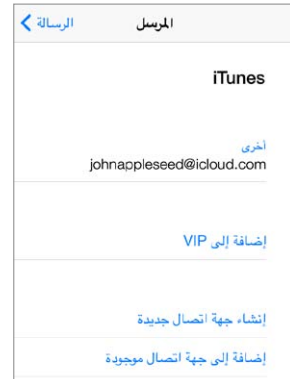 المرسل
الرسالة
iTunes
أخرى
johnappleseed@icloud.com
إضافة إلى VIP
إنشاء جهة اتصال جديدة
إضافة إلى جهة اتصال موجودة